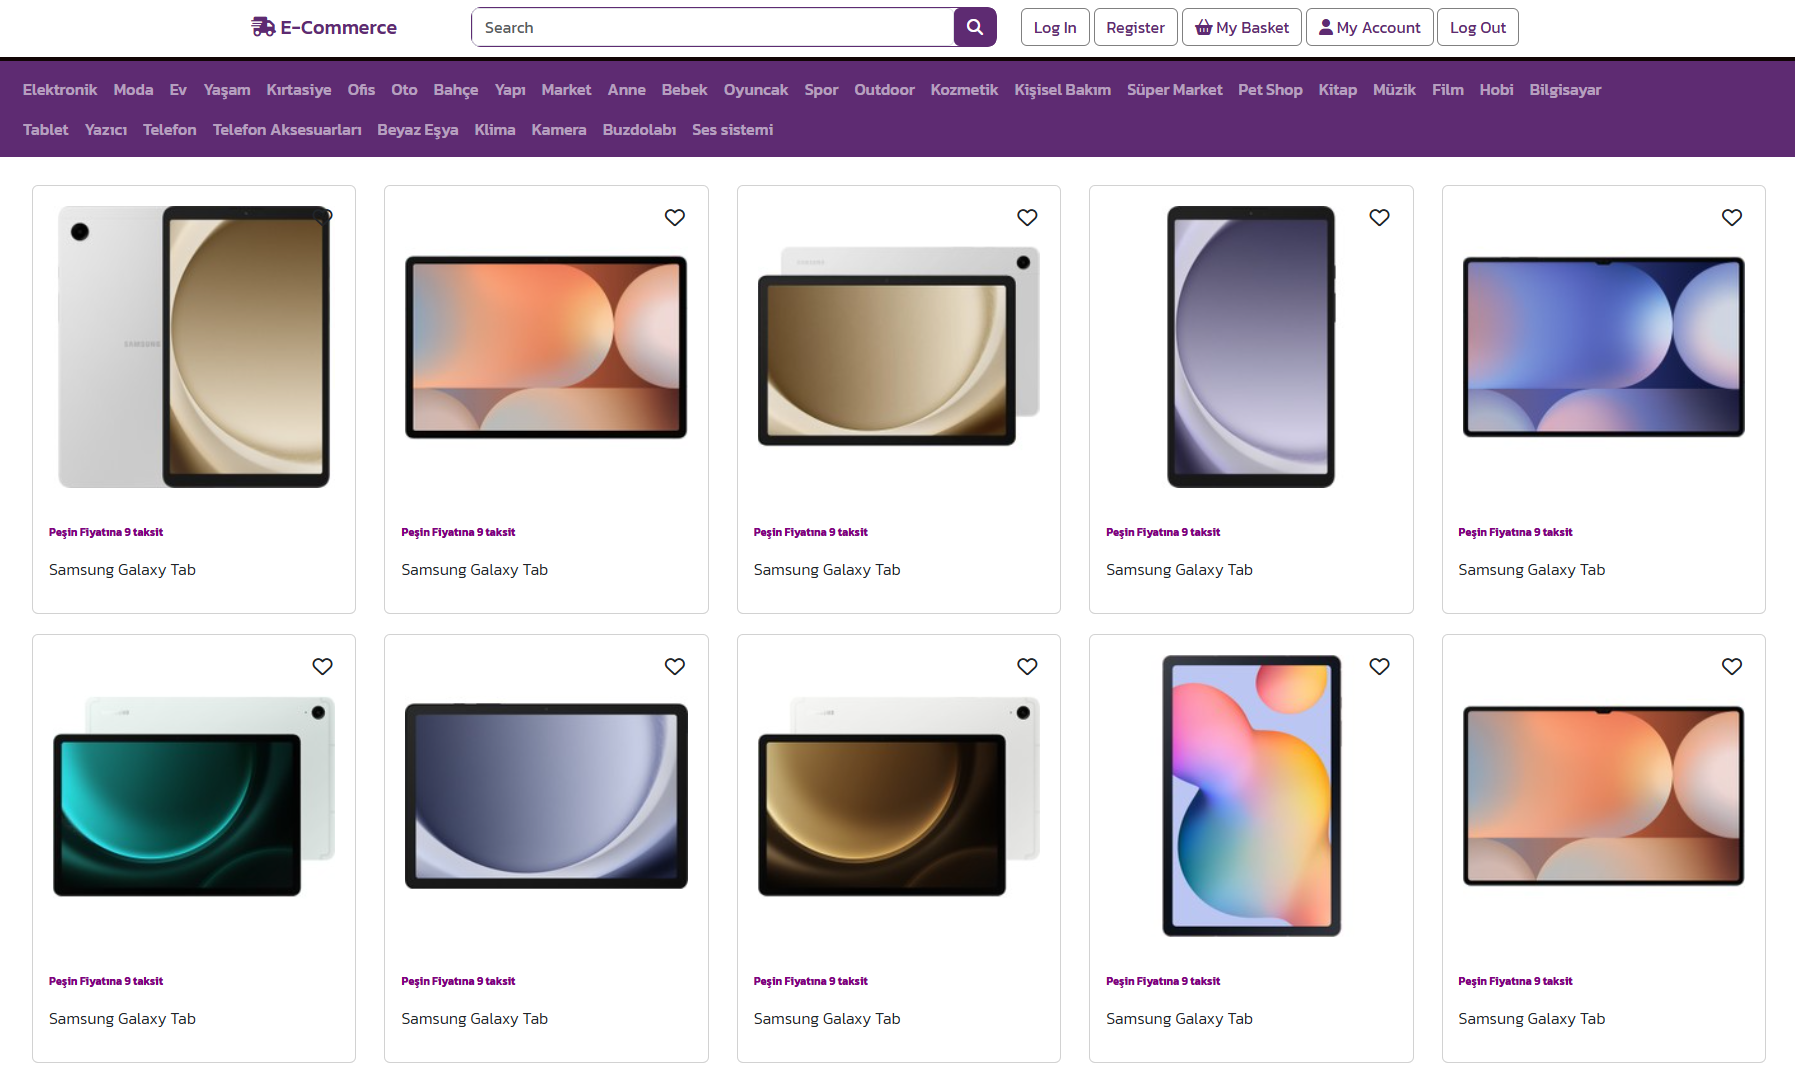 E-Commerce
Search
Log In
Register
My Basket
My Account
Log Out
Elektronik Moda Ev Yaşam Kırtasiye Ofis Oto Bahçe Yapı Market Anne Bebek Oyuncak Spor Outdoor Kozmetik Kişisel Bakım Süper Market Pet Shop Kitap Müzik Film Hobi Bilgisayar
Tablet Yazıcı Telefon Telefon Aksesuarları Beyaz Eşya Klima Kamera Buzdolabı Ses sistemi
SAMSUNG
SAMSUNG
Peşin Fiyatına 9 taksit
Samsung Galaxy Tab
Peşin Fiyatına 9 taksit
Samsung Galaxy Tab
Peşin Fiyatına 9 taksit
Samsung Galaxy Tab
Peşin Fiyatına 9 taksit
Samsung Galaxy Tab
Peşin Fiyatına 9 taksit
Samsung Galaxy Tab
Peşin Fiyatına 9 taksit
Samsung Galaxy Tab
Peşin Fiyatına 9 taksit
Samsung Galaxy Tab
Peşin Fiyatına 9 taksit
Samsung Galaxy Tab
Peşin Fiyatına 9 taksit
Samsung Galaxy Tab
Peşin Fiyatına 9 taksit
Samsung Galaxy Tab